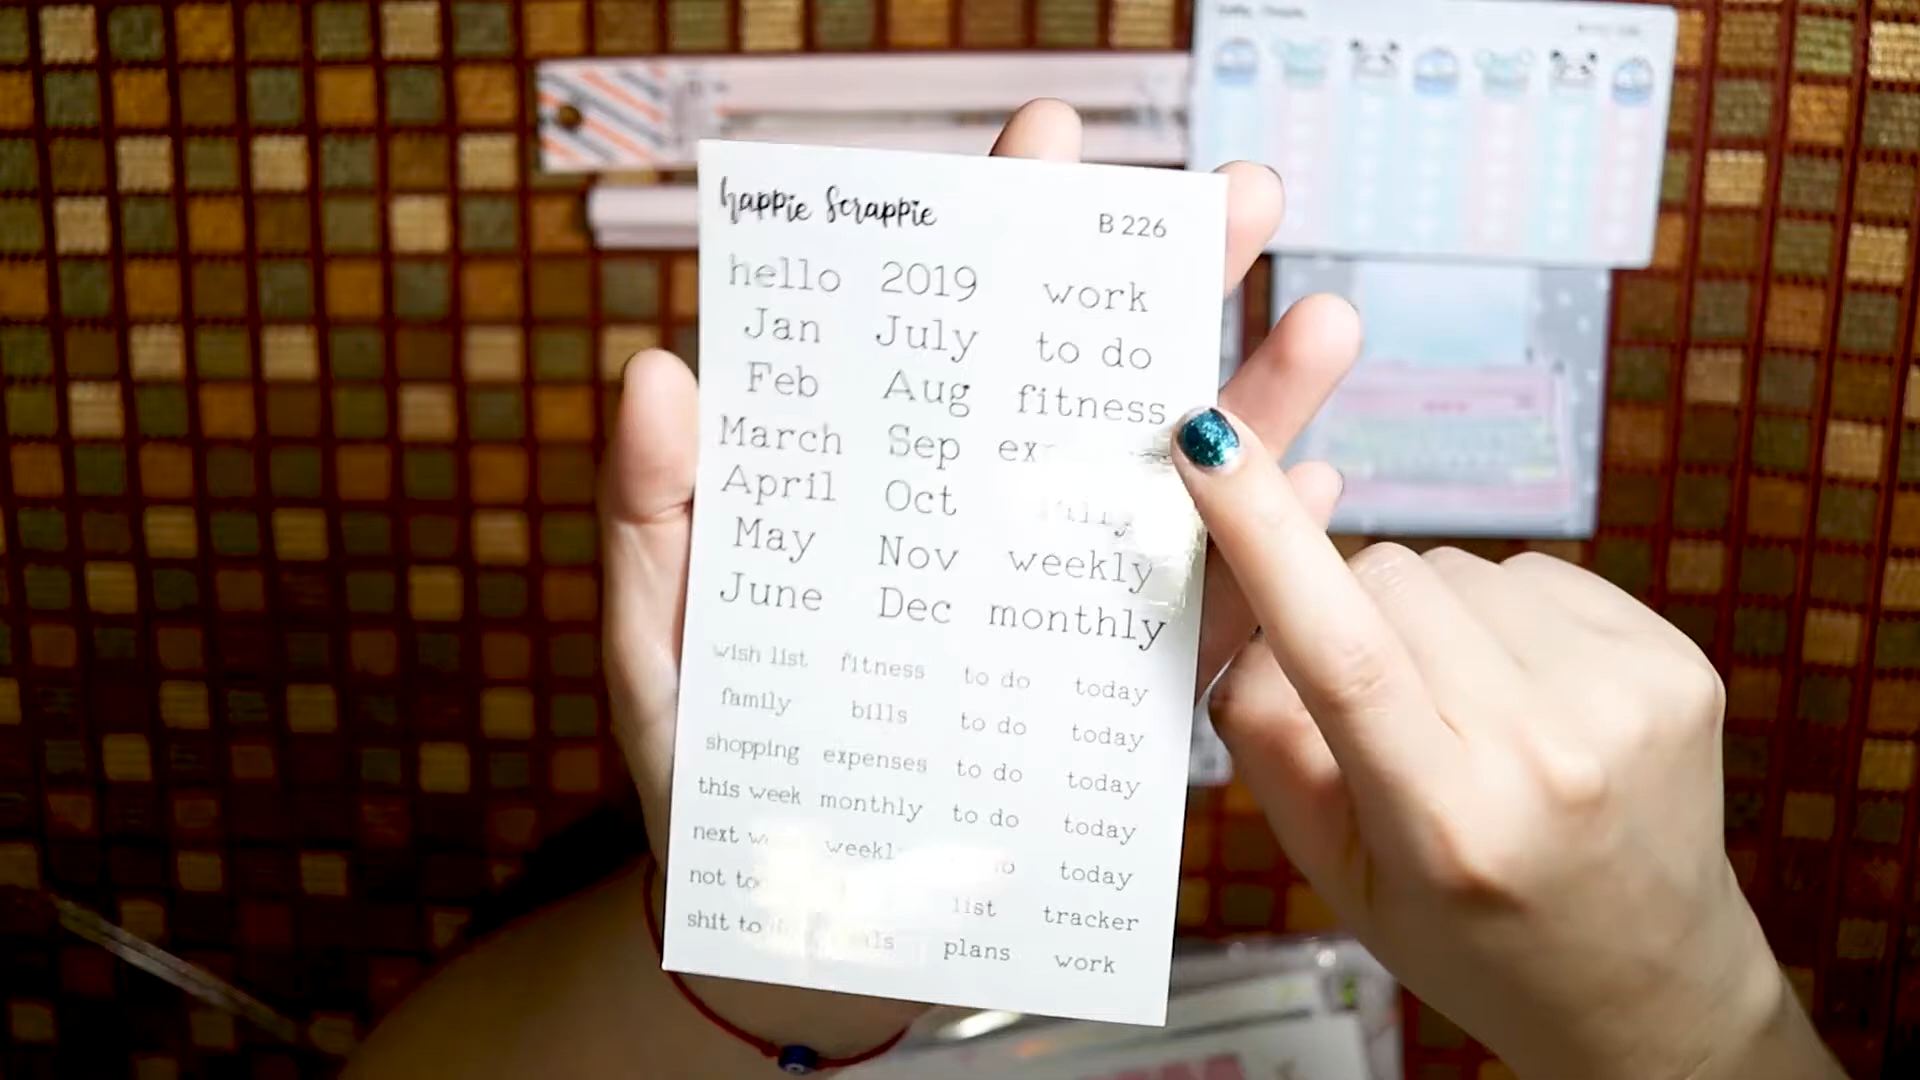 happie Scrappie B 226
hello 2019 work
Jan July to do
Feb Aug fitness
March Sep
April Oct
May Nov weekly
June Dec monthly
wish list fitness to do today
family bills to do today
shopping expenses to do today
this week monthly to do today
next today
not list tracker
shit to plans work